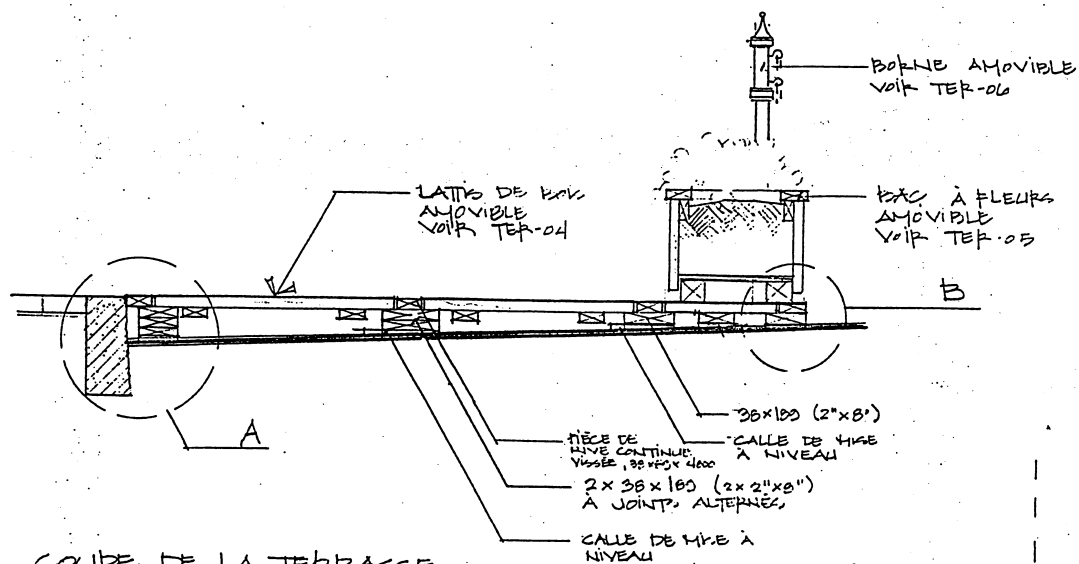 BORNE AMOVIBLE
VOIR TER-06
LATTIS DE BOIS
AMOVIBLE
VOIR TER-04
BAC À FLEURS
AMOVIBLE
VOIR TER-05
B
A
38×189 (2"×8")
CALLE DE MISE
À NIVEAU
PIÈCE DE
RIVE CONTINUE
VISSÉE, 4000
2× 38×189 (2×2"×8")
À JOINTS ALTERNÉS
CALLE DE MISE À
NIVEAU
COUPE DE LA TERRASSE